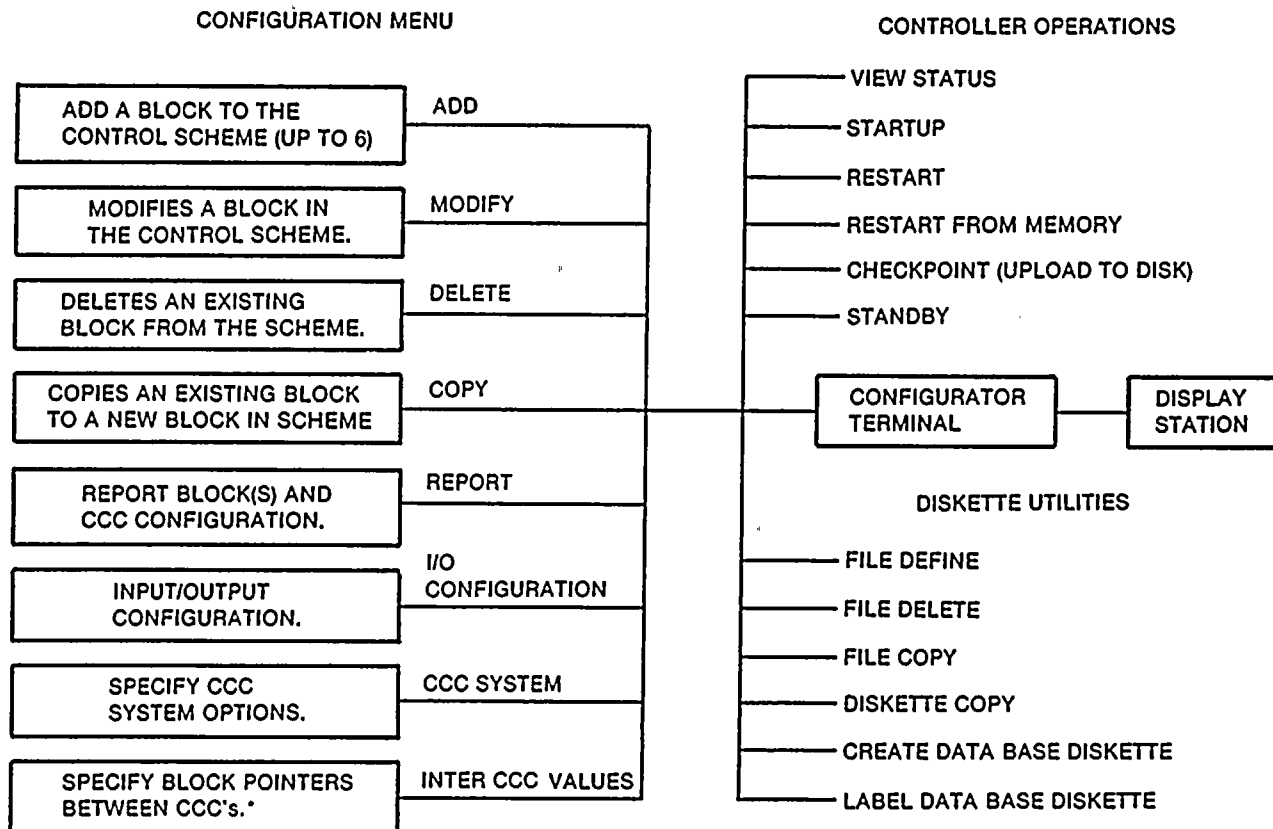 CONFIGURATION MENU
ADD A BLOCK TO THE
CONTROL SCHEME (UP TO 6)
ADD
MODIFIES A BLOCK IN
THE CONTROL SCHEME.
MODIFY
DELETES AN EXISTING
BLOCK FROM THE SCHEME.
DELETE
COPIES AN EXISTING BLOCK
TO A NEW BLOCK IN SCHEME
COPY
REPORT BLOCK(S) AND
CCC CONFIGURATION.
REPORT
INPUT/OUTPUT
CONFIGURATION.
I/O
CONFIGURATION
SPECIFY CCC
SYSTEM OPTIONS.
CCC SYSTEM
SPECIFY BLOCK POINTERS
BETWEEN CCC's.*
INTER CCC VALUES
CONTROLLER OPERATIONS
VIEW STATUS
STARTUP
RESTART
RESTART FROM MEMORY
CHECKPOINT (UPLOAD TO DISK)
STANDBY
CONFIGURATOR
TERMINAL
DISPLAY
STATION
DISKETTE UTILITIES
FILE DEFINE
FILE DELETE
FILE COPY
DISKETTE COPY
CREATE DATA BASE DISKETTE
LABEL DATA BASE DISKETTE